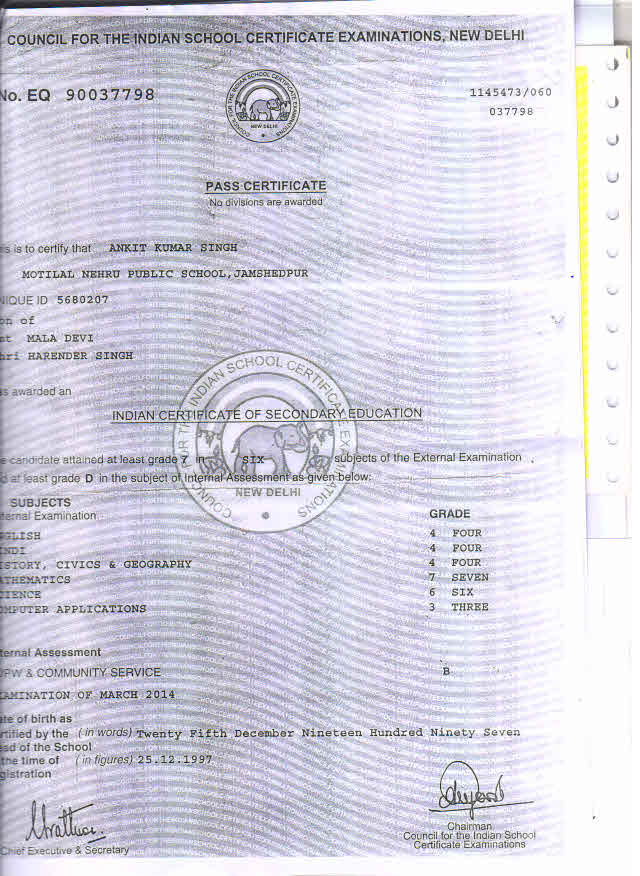 COUNCIL FOR THE INDIAN SCHOOL CERTIFICATE EXAMINATIONS, NEW DELHI
No. EQ 90037798
1145473/060
037798
COUNCIL FOR THE INDIAN SCHOOL CERTIFICATE EXAMINATIONS
NEW DELHI
PASS CERTIFICATE
No divisions are awarded
is is to certify that ANKIT KUMAR SINGH
MOTILAL NEHRU PUBLIC SCHOOL, JAMSHEDPUR
NIQUE ID 5680207
on of
mt MALA DEVI
hri HARENDER SINGH
as awarded an
INDIAN CERTIFICATE OF SECONDARY EDUCATION
e candidate attained at least grade 7 in SIX subjects of the External Examination
d at least grade D in the subject of Internal Assessment as given below:
COUNCIL FOR THE INDIAN SCHOOL CERTIFICATE EXAMINATIONS
NEW DELHI
SUBJECTS GRADE
ternal Examination
GLISH 4 FOUR
NDI 4 FOUR
STORY, CIVICS & GEOGRAPHY 4 FOUR
THEMATICS 7 SEVEN
IENCE 6 SIX
MPUTER APPLICATIONS 3 THREE
ternal Assessment
UPW & COMMUNITY SERVICE B
AMINATION OF MARCH 2014
te of birth as
rtified by the (in words) Twenty Fifth December Nineteen Hundred Ninety Seven
ad of the School
the time of (in figures) 25.12.1997
gistration
Chief Executive & Secretary
Chairman
Council for the Indian School
Certificate Examinations